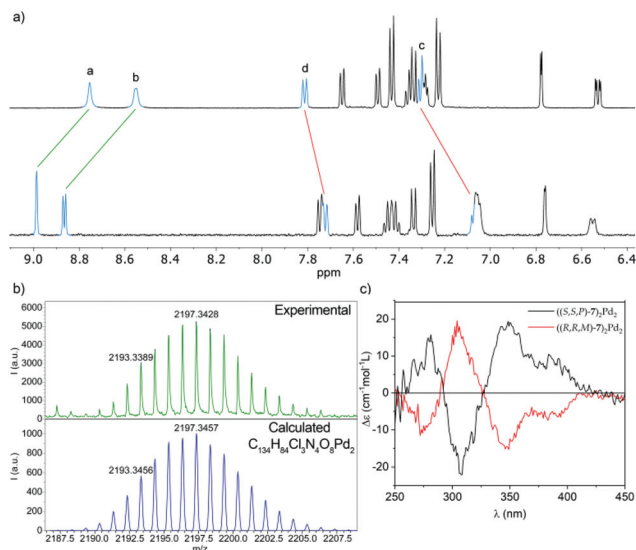 a)
a
b
d
c
9.0 8.8 8.6 8.4 8.2 8.0 7.8 7.6 7.4 7.2 7.0 6.8 6.6 6.4
ppm
b)
Experimental
2197.3428
2193.3389
I (a.u.)
6000
5000
4000
3000
2000
1000
0
Calculated
C₁₃₄H₈₄Cl₃N₄O₈Pd₂
2197.3457
2193.3456
I (a.u.)
1000
800
600
400
200
0
2187.5 2190.0 2192.5 2195.0 2197.5 2200.0 2202.5 2205.0 2207.5
m/z
c)
((S,S,P)-7)₂Pd₂
((R,R,M)-7)₂Pd₂
Δε (cm⁻¹mol⁻¹L)
20
10
0
-10
-20
250 300 350 400 450
λ (nm)